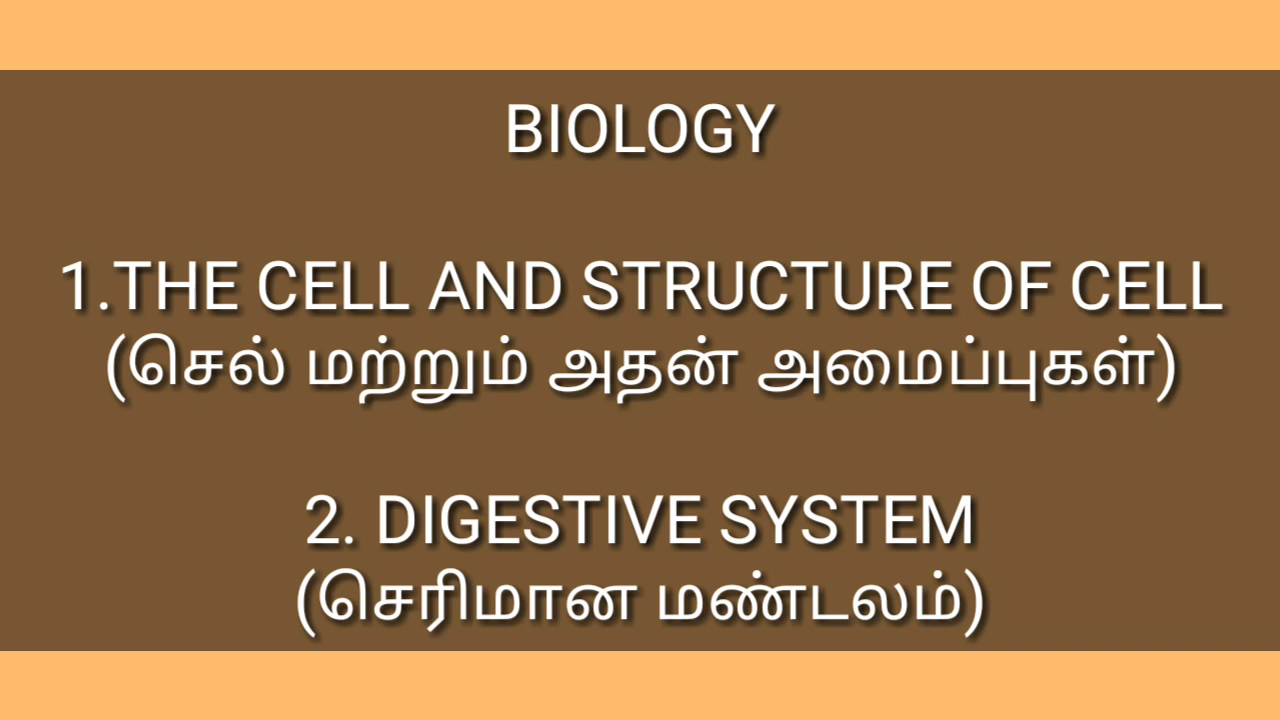 BIOLOGY
1.THE CELL AND STRUCTURE OF CELL
(செல் மற்றும் அதன் அமைப்புகள்)
2. DIGESTIVE SYSTEM
(செரிமான மண்டலம்)